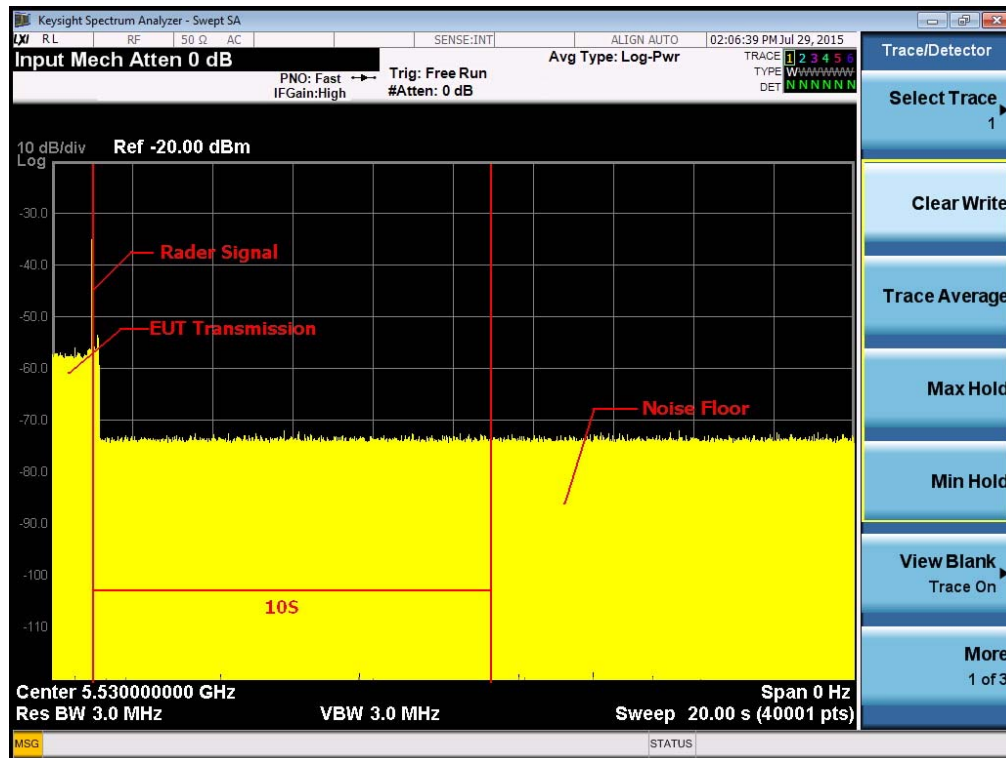 Keysight Spectrum Analyzer - Swept SA
LXI RL RF 50 Ω AC SENSE:INT ALIGN AUTO 02:06:39 PM Jul 29, 2015
Input Mech Atten 0 dB
PNO: Fast
IFGain:High
Trig: Free Run
#Atten: 0 dB
Avg Type: Log-Pwr
TRACE 1 2 3 4 5 6
TYPE WWWWWW
DET N N N N N N
10 dB/div
Log
Ref -20.00 dBm
-30.0
-40.0
-50.0
-60.0
-70.0
-80.0
-90.0
-100
-110
Rader Signal
EUT Transmission
Noise Floor
10S
Center 5.530000000 GHz
Span 0 Hz
Res BW 3.0 MHz
VBW 3.0 MHz
Sweep 20.00 s (40001 pts)
MSG
STATUS
Trace/Detector
Select Trace
1
Clear Write
Trace Average
Max Hold
Min Hold
View Blank
Trace On
More
1 of 3